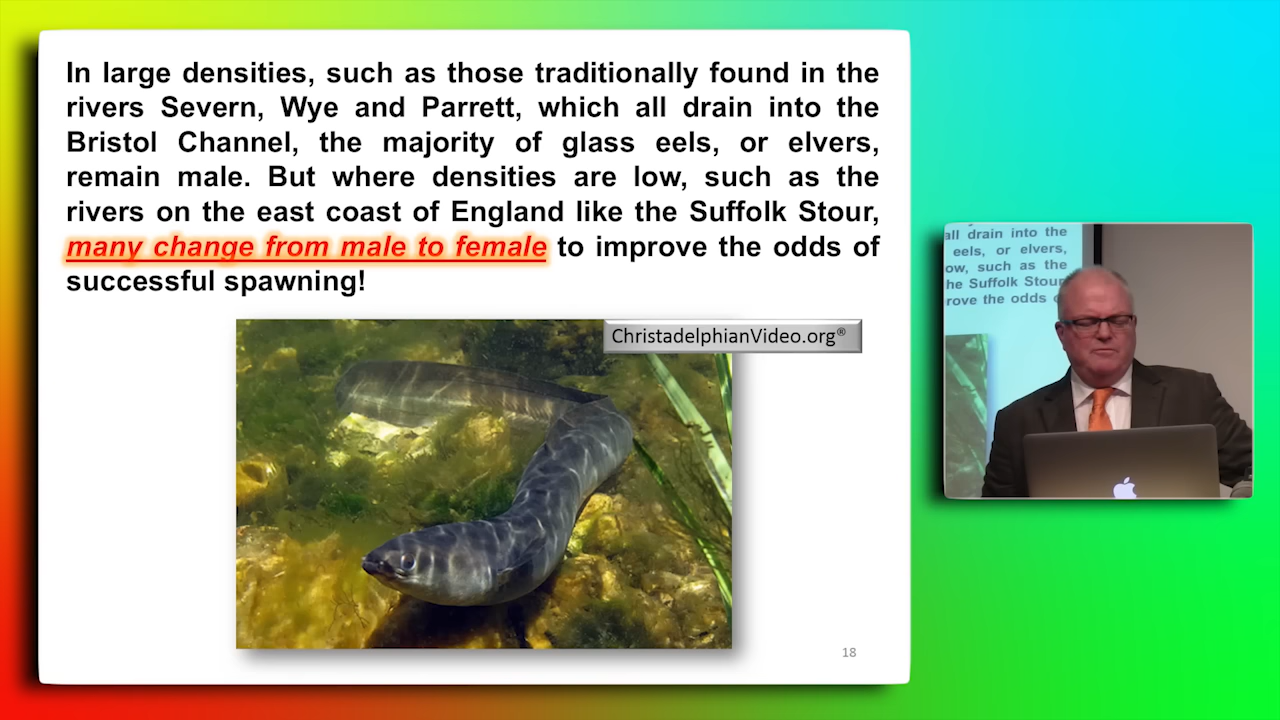 In large densities, such as those traditionally found in the
rivers Severn, Wye and Parrett, which all drain into the
Bristol Channel, the majority of glass eels, or elvers,
remain male. But where densities are low, such as the
rivers on the east coast of England like the Suffolk Stour,
many change from male to female to improve the odds of
successful spawning!
ChristadelphianVideo.org®
18
all drain into the
eels, or elvers,
ow, such as the
he Suffolk Stour
rove the odds